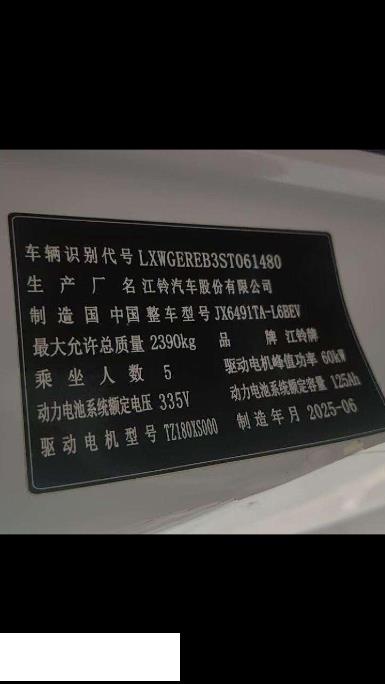 车辆识别代号 LXWGEREB3ST061480
生产厂名 江铃汽车股份有限公司
制造国 中国 整车型号 JX6491TA-L6BEV
最大允许总质量 2390kg 品牌 江铃牌
乘坐人数 5 驱动电机峰值功率 60kW
动力电池系统额定电压 335V 动力电池系统额定容量 125Ah
驱动电机型号 TZ180XS000 制造年月 2025-06